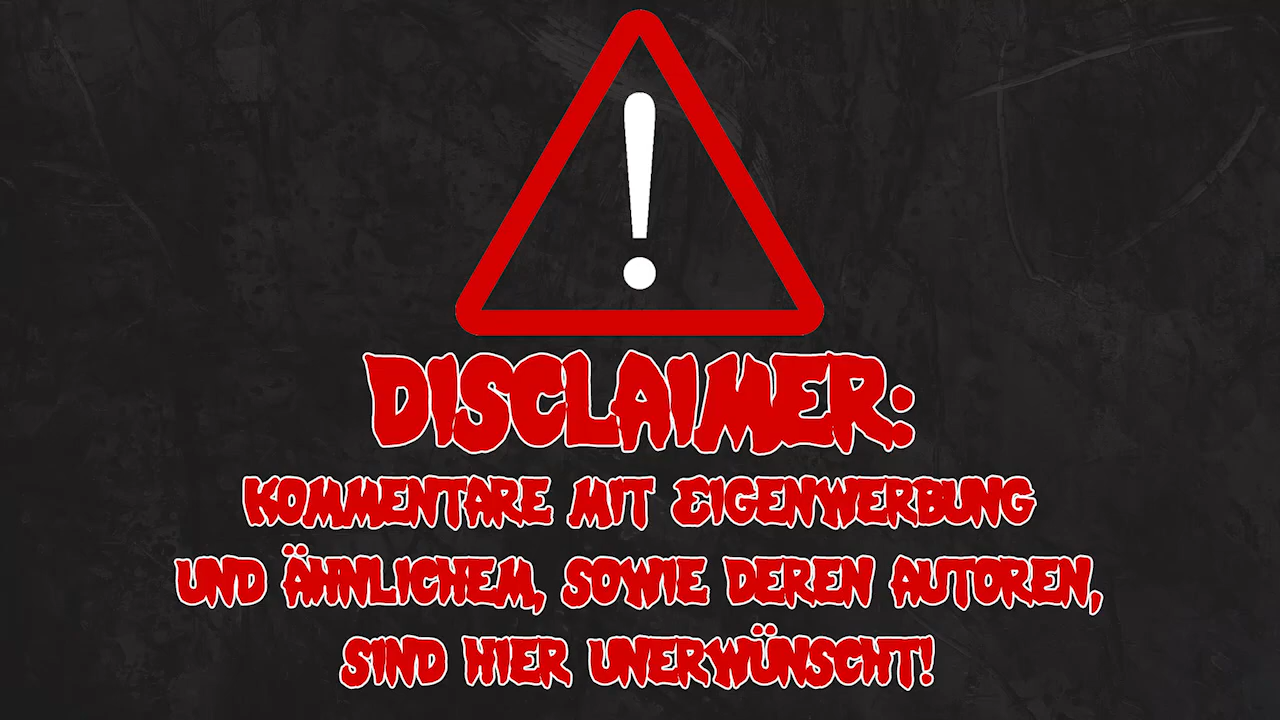 DISCLAIMER:
KOMMENTARE MIT EIGENWERBUNG
UND ÄHNLICHEM, SOWIE DEREN AUTOREN,
SIND HIER UNERWÜNSCHT!